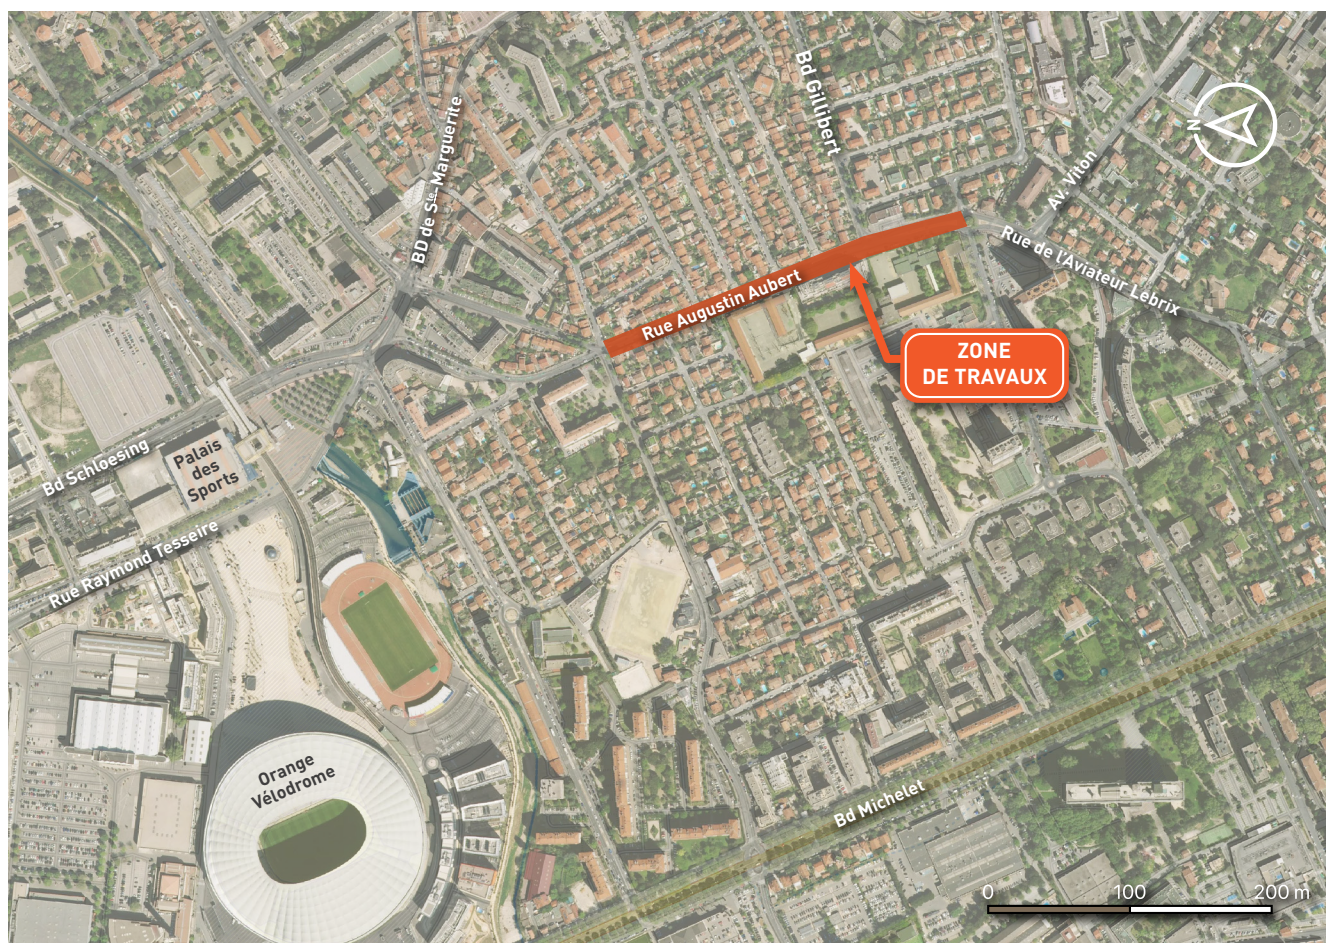 Bd Gillibert
BD de Ste-Marguerite
N
Av. Viton
Rue de l'Aviateur Lebrix
Rue Augustin Aubert
ZONE
DE TRAVAUX
Bd Schloesing
Palais
des
Sports
Rue Raymond Tesseire
Orange
Vélodrome
Bd Michelet
0 100 200 m